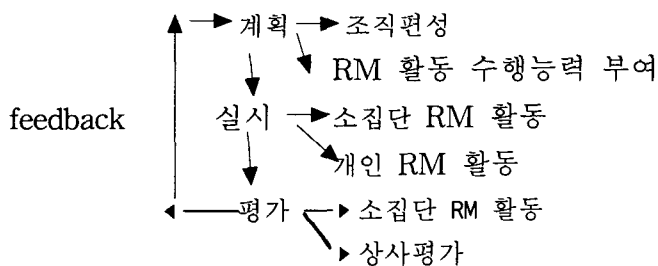 계획 조직편성
RM 활동 수행능력 부여
feedback 실시 소집단 RM 활동
개인 RM 활동
평가 소집단 RM 활동
상사평가